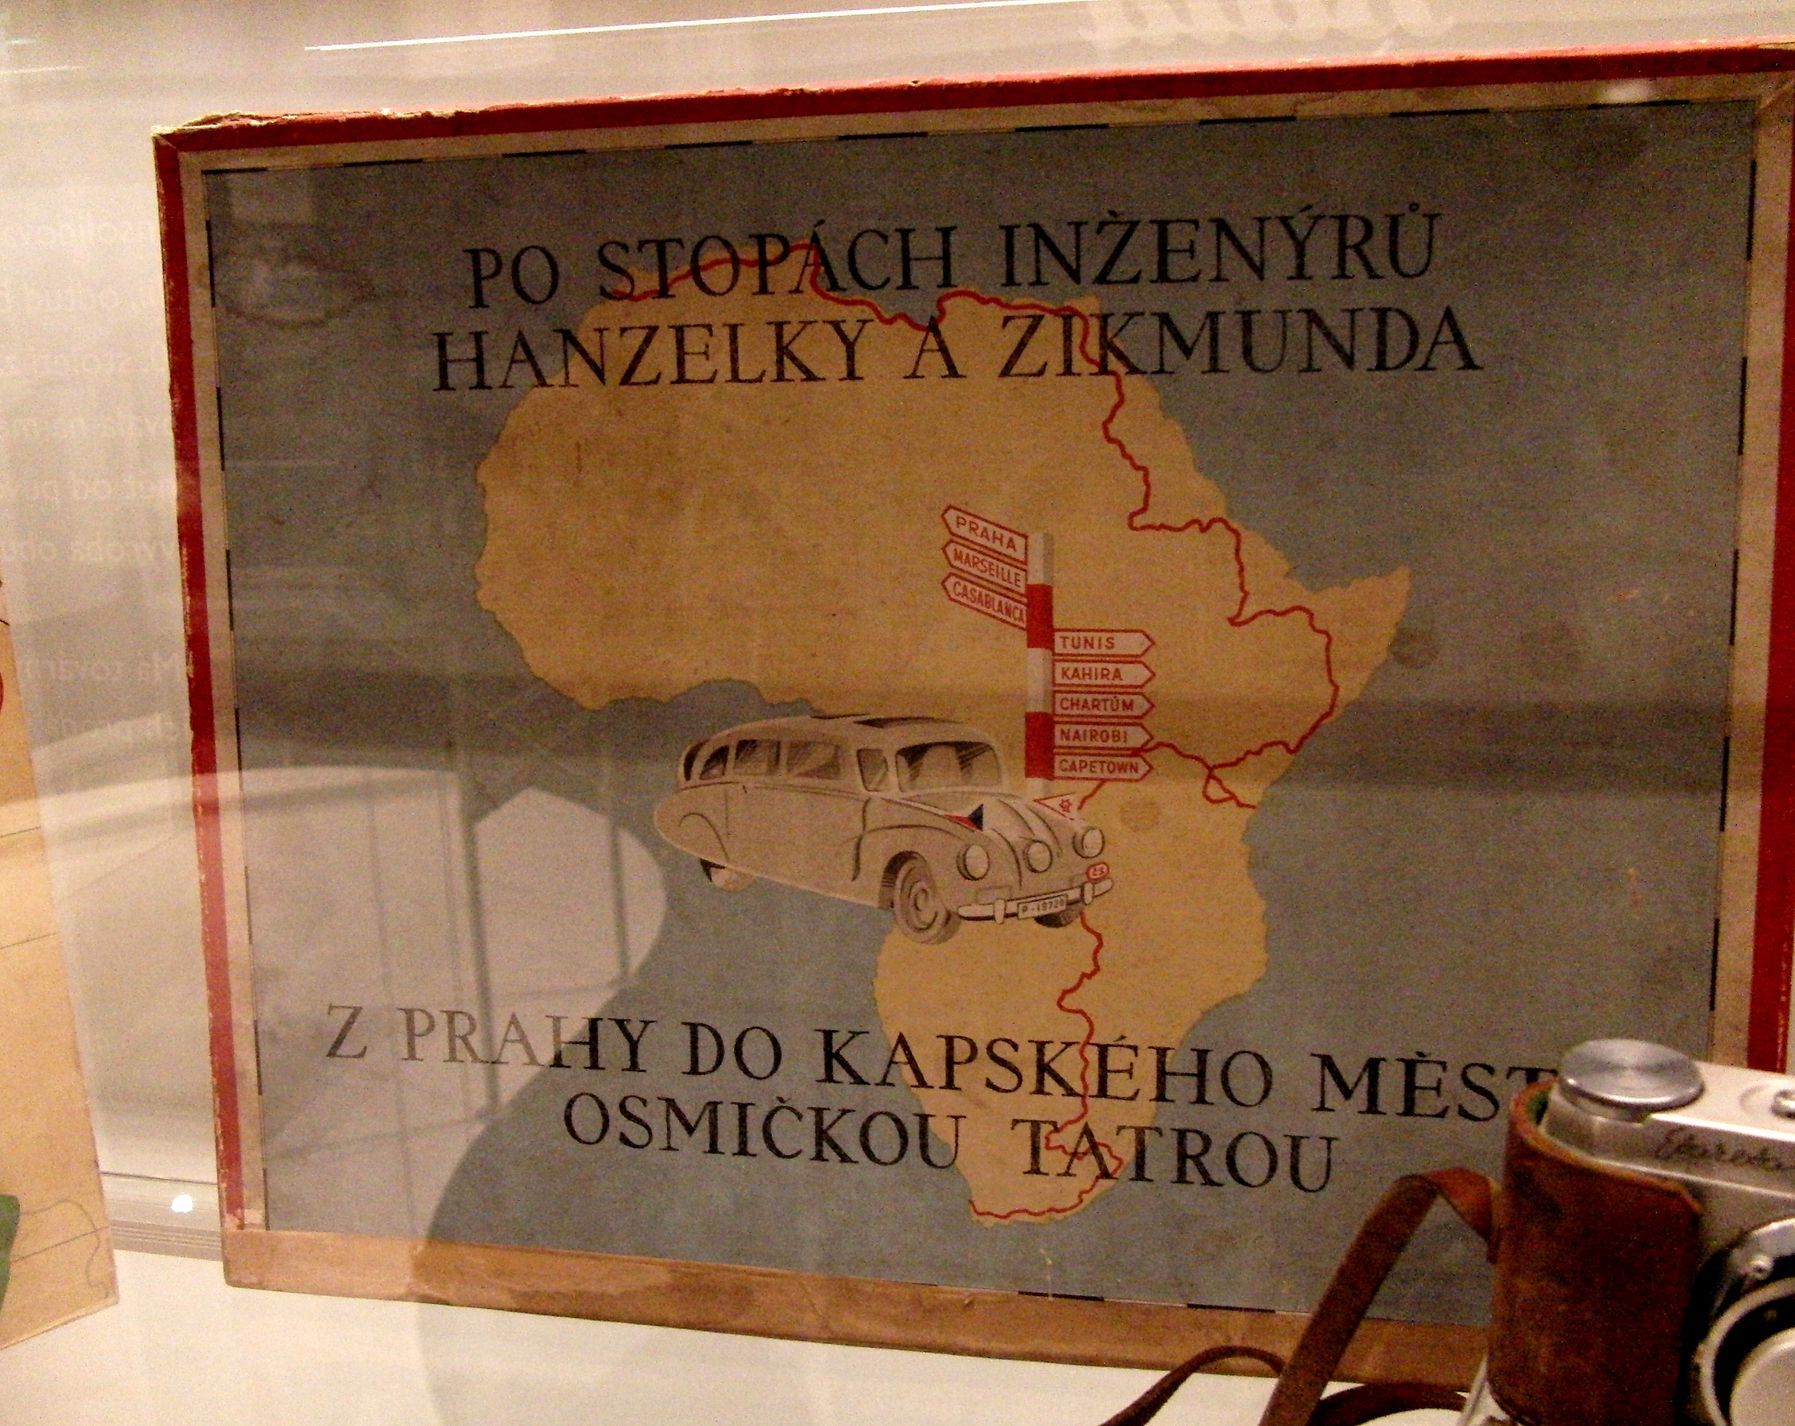 PO STOPÁCH INŽENÝRŮ
HANZELKY A ZIKMUNDA
PRAHA
MARSEILLE
CASABLANCA
TUNIS
KAHIRA
CHARTÚM
NAIROBI
CAPETOWN
ČS
Z PRAHY DO KAPSKÉHO MĚST
OSMIČKOU TATROU